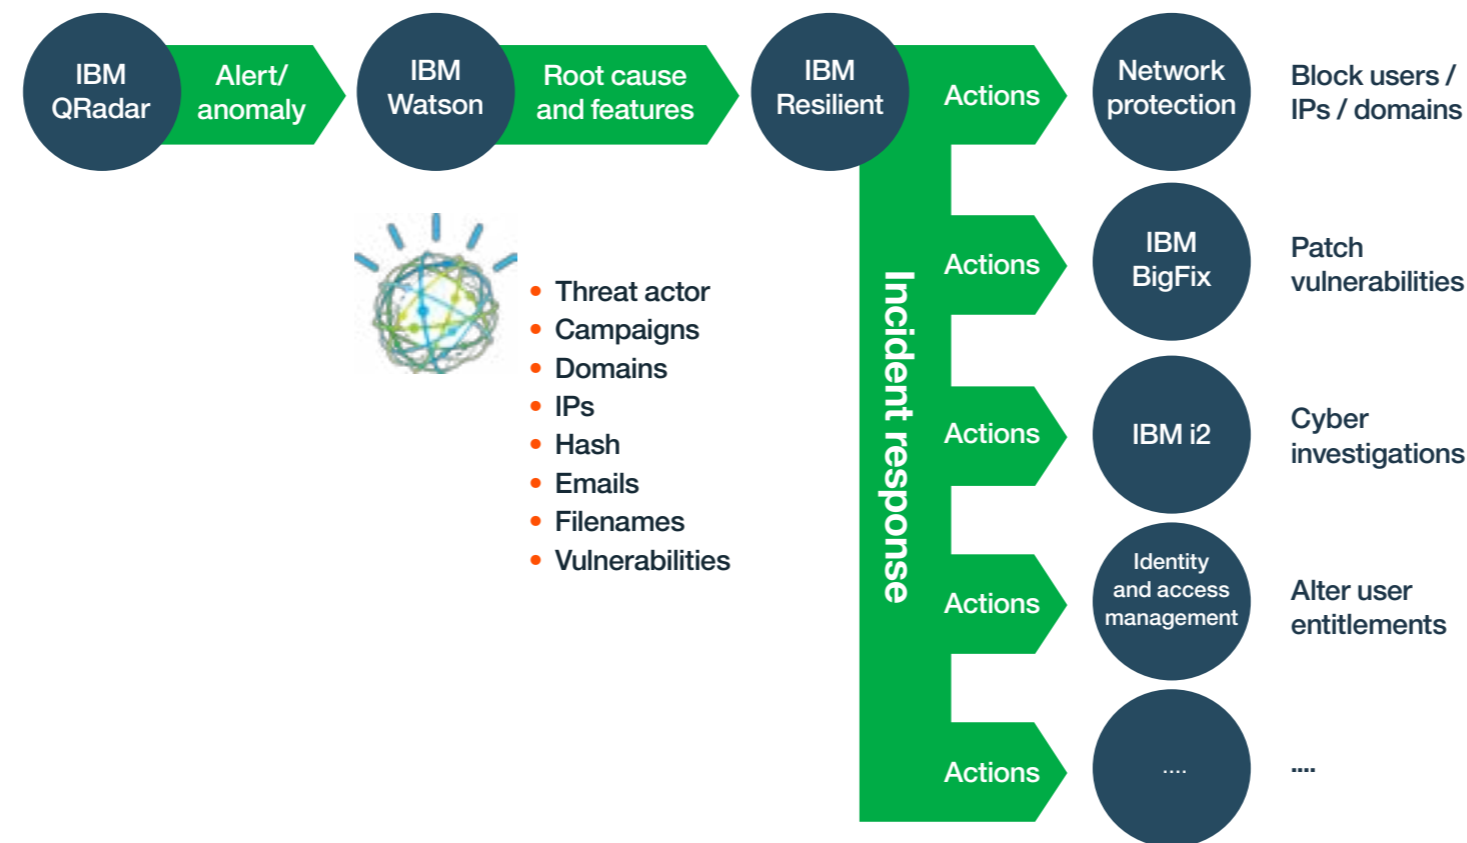 IBM
QRadar
Alert/
anomaly
IBM
Watson
Root cause
and features
IBM
Resilient
Actions
Network
protection
Block users /
IPs / domains
• Threat actor
• Campaigns
• Domains
• IPs
• Hash
• Emails
• Filenames
• Vulnerabilities
Incident response
Actions
IBM
BigFix
Patch
vulnerabilities
Actions
IBM i2
Cyber
investigations
Actions
Identity
and access
management
Alter user
entitlements
Actions
....
....